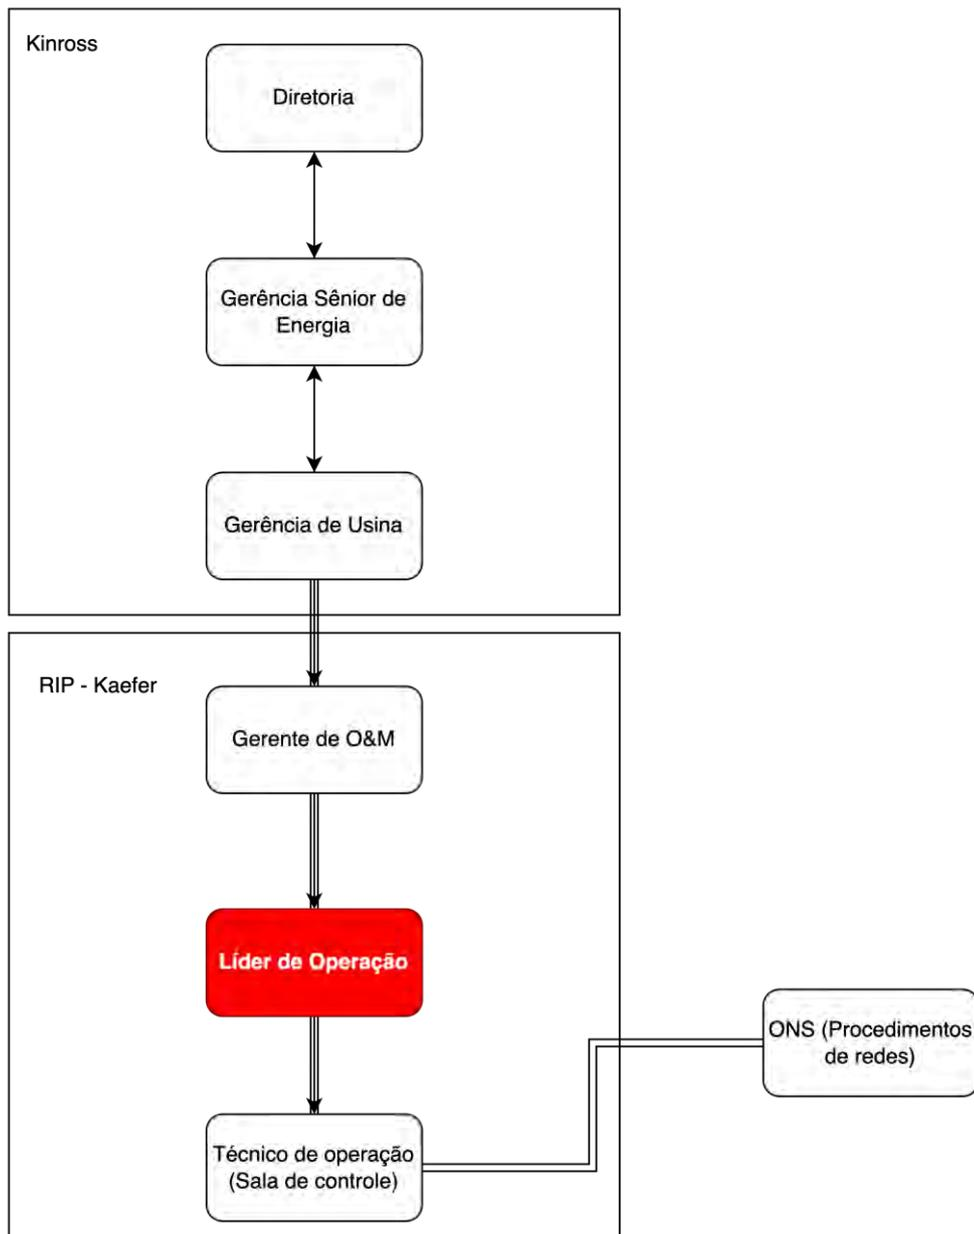 Kinross
Diretoria
Gerência Sênior de
Energia
Gerência de Usina
RIP - Kaefer
Gerente de O&M
Líder de Operação
ONS (Procedimentos
de redes)
Técnico de operação
(Sala de controle)